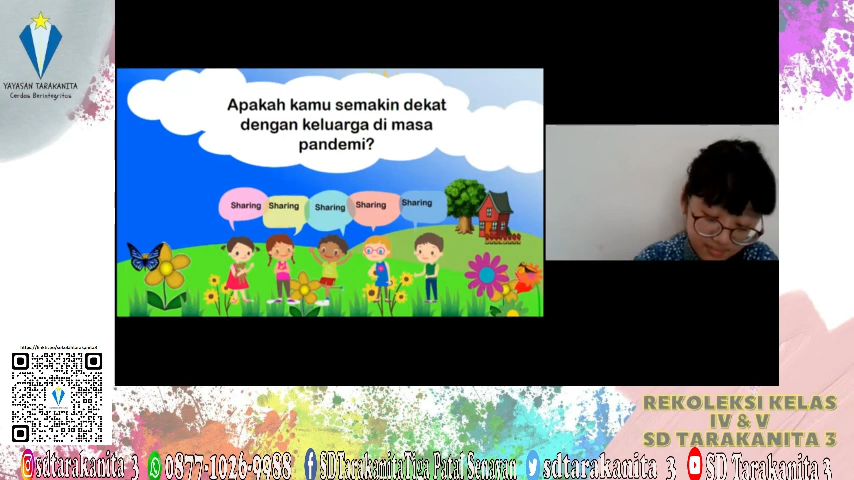 YAYASAN TARAKANITA
Cerdas Berintegritas
Apakah kamu semakin dekat
dengan keluarga di masa
pandemi?
Sharing Sharing Sharing Sharing Sharing
REKOLEKSI KELAS
IV & V
SD TARAKANITA 3
sdtarakanita 3 0877-1026-9988 SDTarakanitaTiga Patal Senayan sdtarakanita 3 SD Tarakanita 3